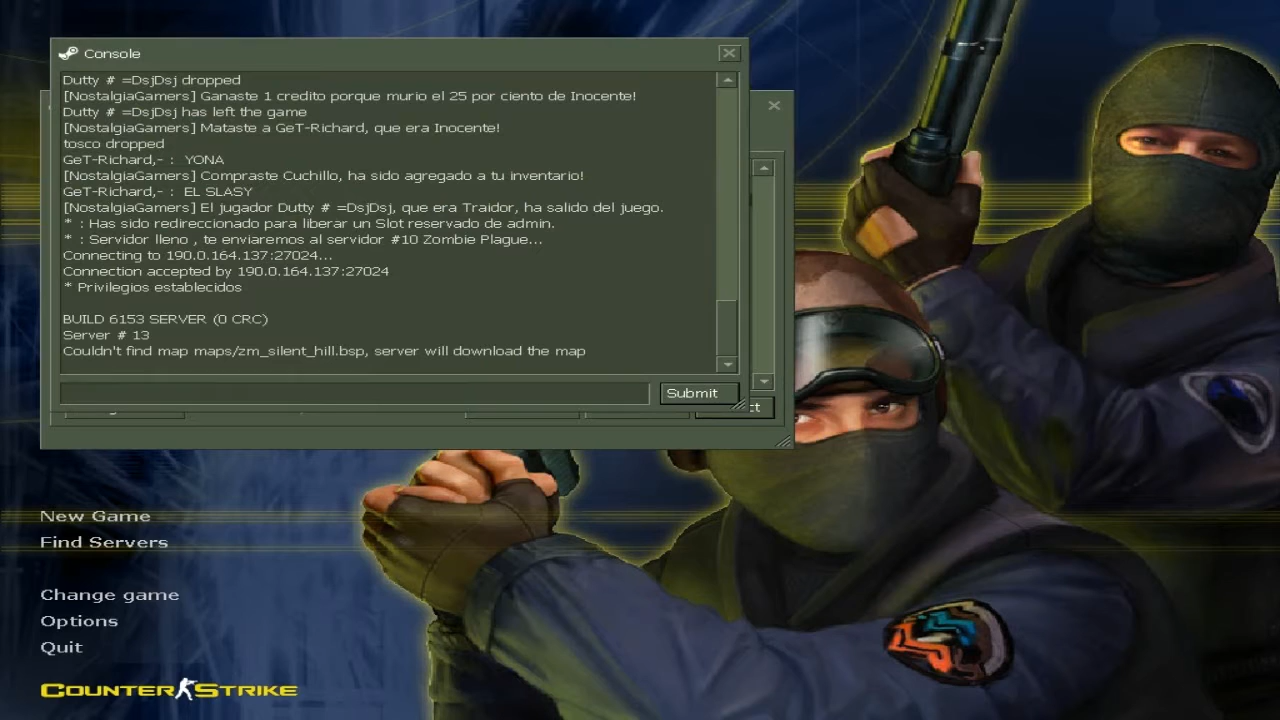 Console
Dutty # =DsjDsj dropped
[NostalgiaGamers] Ganaste 1 credito porque murio el 25 por ciento de Inocente!
Dutty # =DsjDsj has left the game
[NostalgiaGamers] Mataste a GeT-Richard, que era Inocente!
tosco dropped
GeT-Richard,- :  YONA
[NostalgiaGamers] Compraste Cuchillo, ha sido agregado a tu inventario!
GeT-Richard,- :  EL SLASY
[NostalgiaGamers] El jugador Dutty # =DsjDsj, que era Traidor, ha salido del juego.
* : Has sido redireccionado para liberar un Slot reservado de admin.
* : Servidor lleno , te enviaremos al servidor #10 Zombie Plague...
Connecting to 190.0.164.137:27024...
Connection accepted by 190.0.164.137:27024
* Privilegios establecidos
BUILD 6153 SERVER (0 CRC)
Server # 13
Couldn't find map maps/zm_silent_hill.bsp, server will download the map
Submit
ct
New Game
Find Servers
Change game
Options
Quit
COUNTER STRIKE